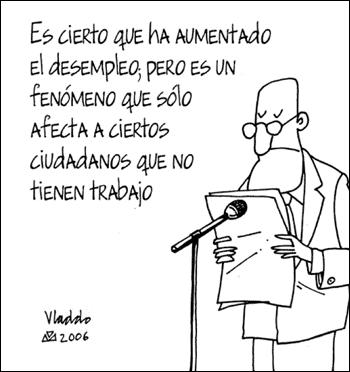 Es cierto que ha aumentado
el desempleo; pero es un
fenómeno que sólo
afecta a ciertos
ciudadanos que no
tienen trabajo
Vladdo
2006